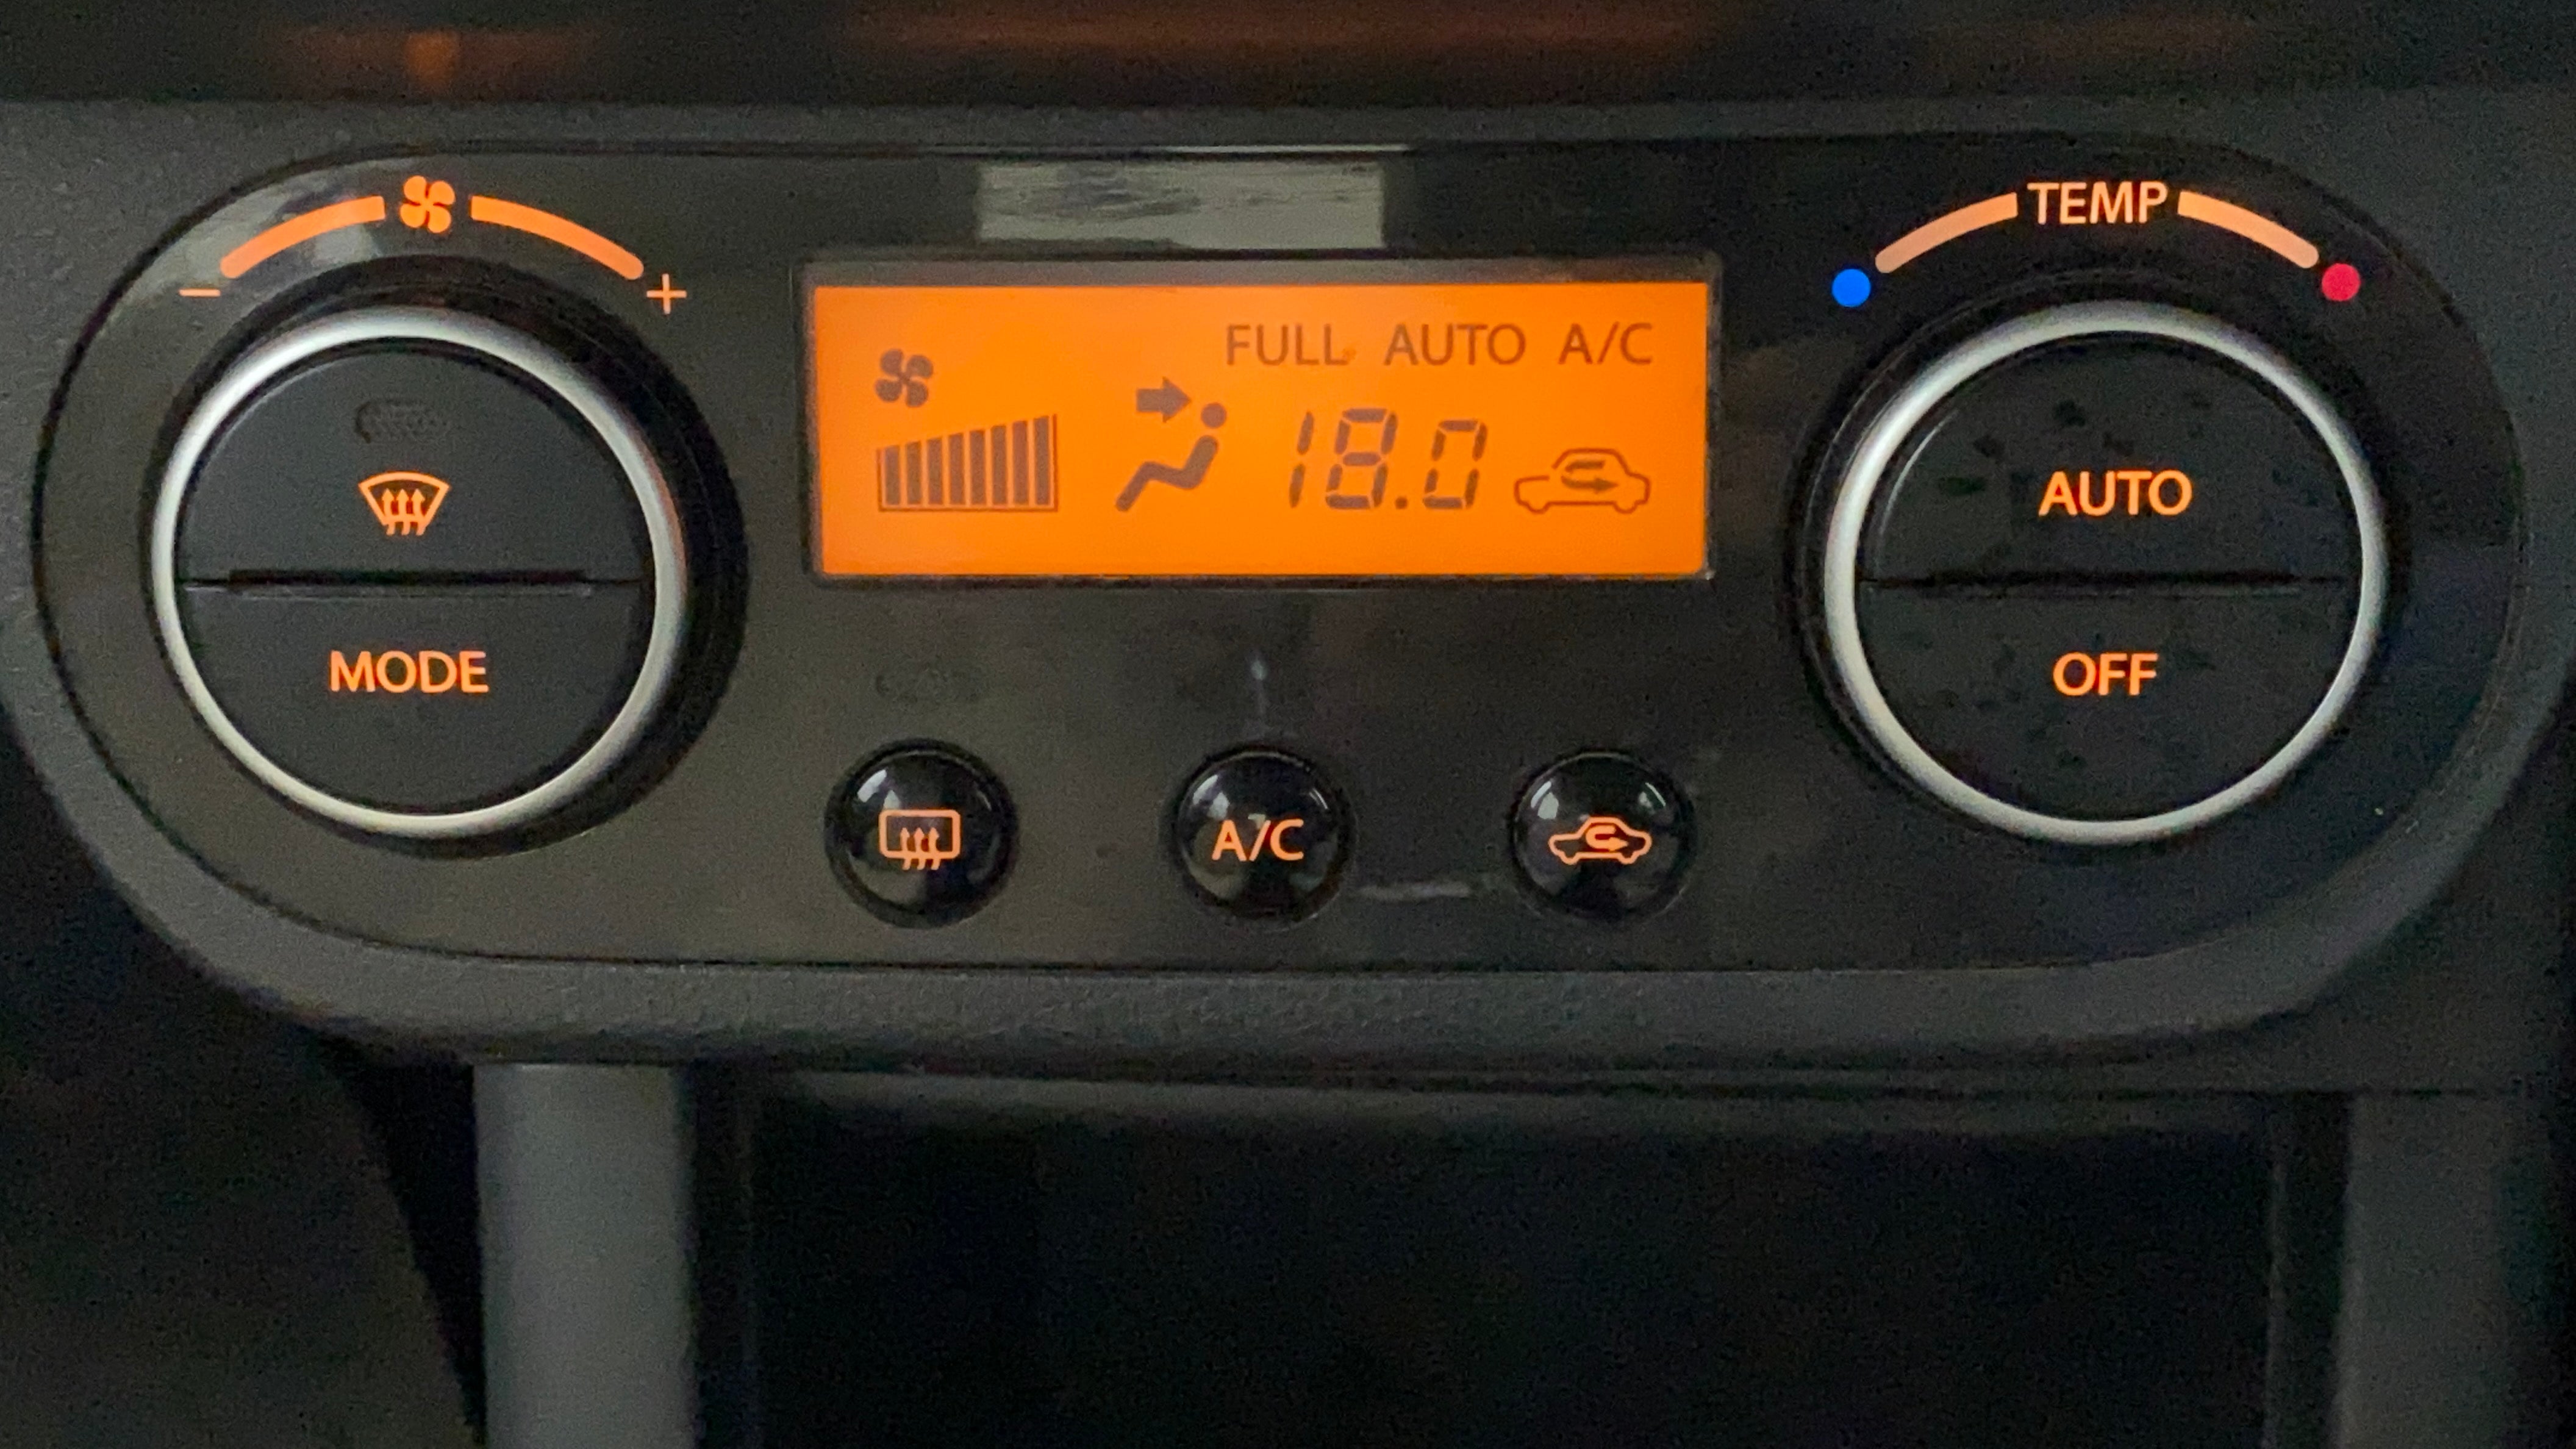 TEMP
FULL AUTO A/C
18.0
AUTO
MODE
OFF
A/C